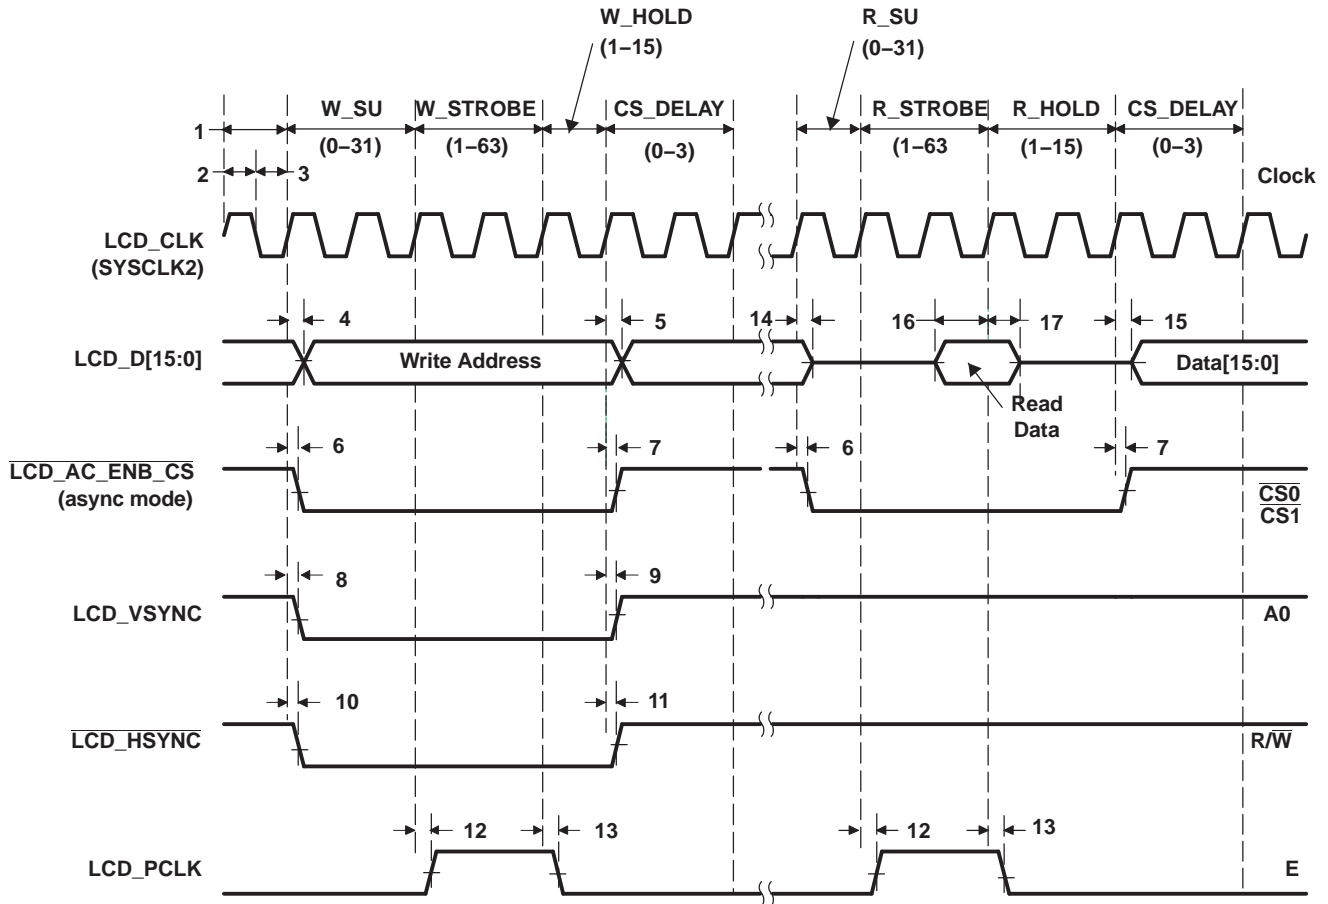 W_HOLD
(1–15)
R_SU
(0–31)
W_SU
(0–31)
W_STROBE
(1–63)
CS_DELAY
(0–3)
R_STROBE
(1–63
R_HOLD
(1–15)
CS_DELAY
(0–3)
1
2
3
Clock
LCD_CLK
(SYSCLK2)
4
5
14
16
17
15
LCD_D[15:0]
Write Address
Data[15:0]
Read
Data
6
7
6
7
LCD_AC_ENB_CS
(async mode)
CS0
CS1
8
9
LCD_VSYNC
A0
10
11
LCD_HSYNC
R/W
12
13
12
13
LCD_PCLK
E